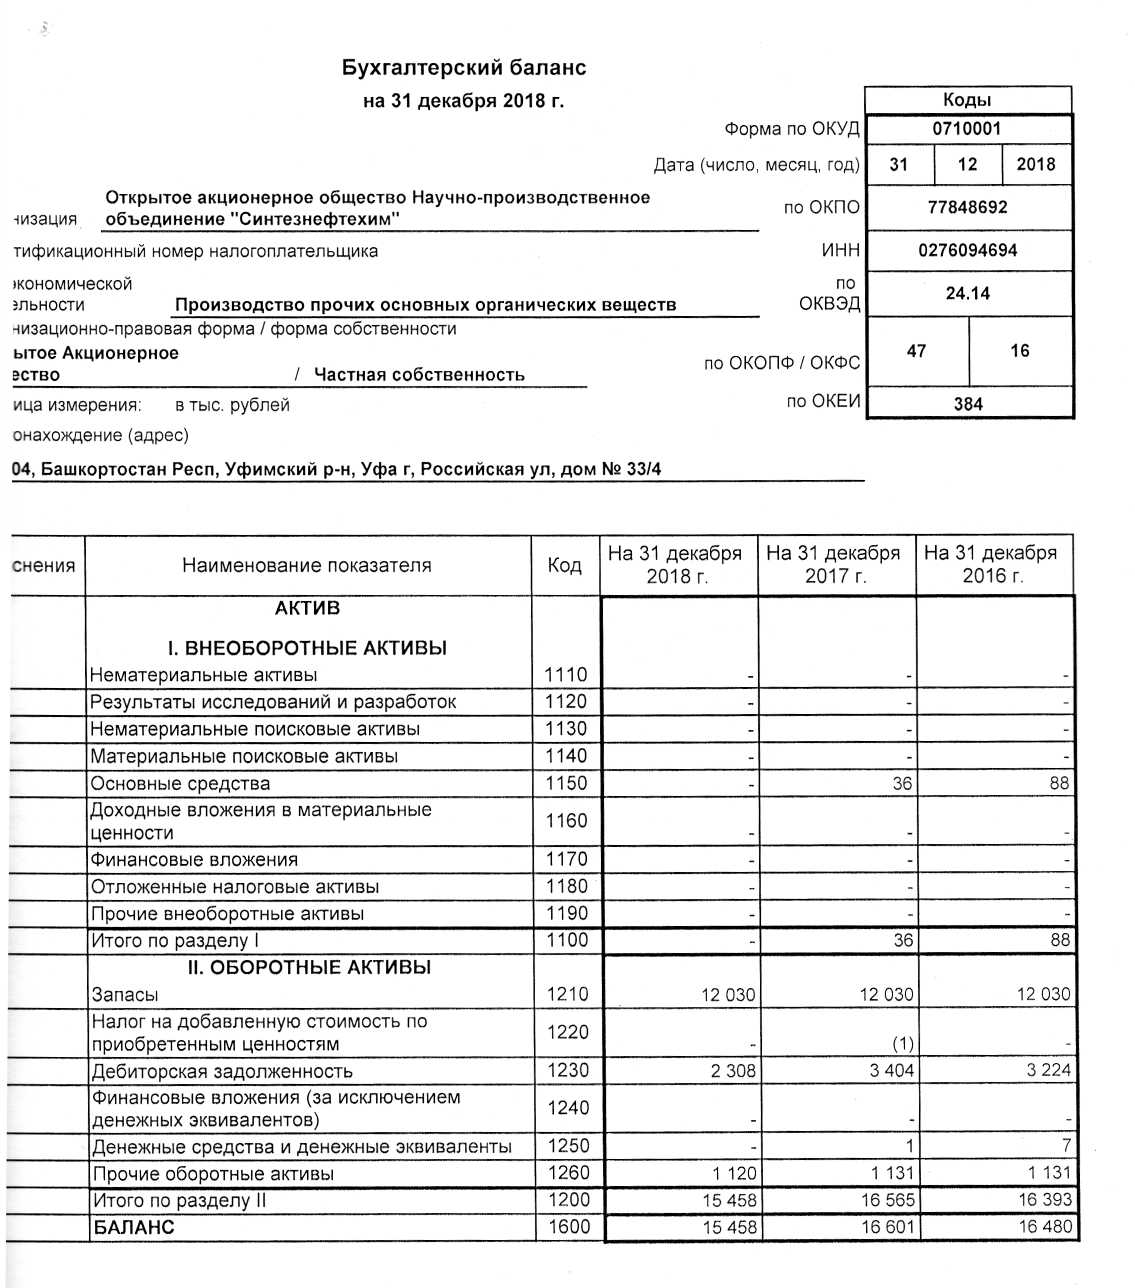 Бухгалтерский баланс
на 31 декабря 2018 г.
Коды
Форма по ОКУД 0710001
Дата (число, месяц, год) 31 12 2018
Открытое акционерное общество Научно-производственное
низация объединение "Синтезнефтехим" по ОКПО 77848692
тификационный номер налогоплательщика ИНН 0276094694
экономической по
ельности Производство прочих основных органических веществ ОКВЭД 24.14
низационно-правовая форма / форма собственности
ытое Акционерное
ество / Частная собственность по ОКОПФ / ОКФС 47 16
ица измерения: в тыс. рублей по ОКЕИ 384
онахождение (адрес)
04, Башкортостан Респ, Уфимский р-н, Уфа г, Российская ул, дом № 33/4
снения Наименование показателя Код На 31 декабря 2018 г. На 31 декабря 2017 г. На 31 декабря 2016 г.
АКТИВ
I. ВНЕОБОРОТНЫЕ АКТИВЫ
Нематериальные активы 1110 - - -
Результаты исследований и разработок 1120 - - -
Нематериальные поисковые активы 1130 - - -
Материальные поисковые активы 1140 - - -
Основные средства 1150 - 36 88
Доходные вложения в материальные
ценности 1160 - - -
Финансовые вложения 1170 - - -
Отложенные налоговые активы 1180 - - -
Прочие внеоборотные активы 1190 - - -
Итого по разделу I 1100 - 36 88
II. ОБОРОТНЫЕ АКТИВЫ
Запасы 1210 12 030 12 030 12 030
Налог на добавленную стоимость по
приобретенным ценностям 1220 - (1) -
Дебиторская задолженность 1230 2 308 3 404 3 224
Финансовые вложения (за исключением
денежных эквивалентов) 1240 - - -
Денежные средства и денежные эквиваленты 1250 - 1 7
Прочие оборотные активы 1260 1 120 1 131 1 131
Итого по разделу II 1200 15 458 16 565 16 393
БАЛАНС 1600 15 458 16 601 16 480